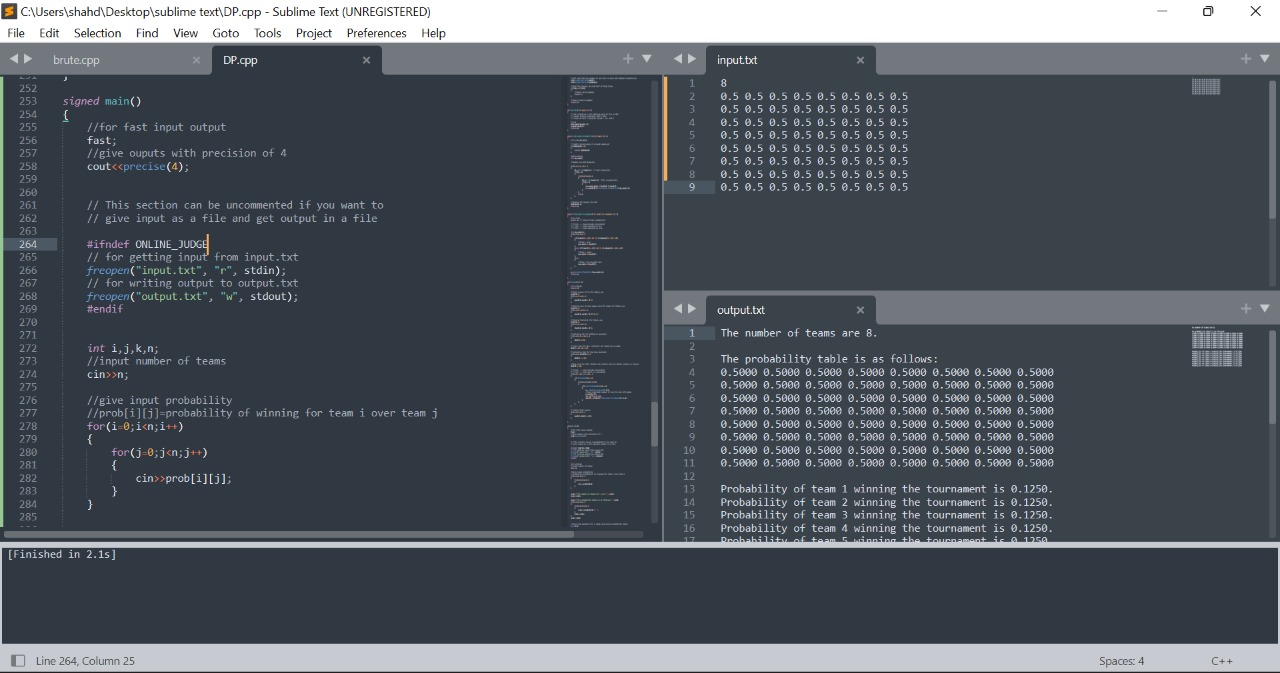 C:\Users\shahd\Desktop\sublime text\DP.cpp - Sublime Text (UNREGISTERED)
File Edit Selection Find View Goto Tools Project Preferences Help
brute.cpp × DP.cpp ×
252
253 signed main()
254 {
255 //for fast input output
256 fast;
257 //give ouputs with precision of 4
258 cout<<precise(4);
259
260
261 // This section can be uncommented if you want to
262 // give input as a file and get output in a file
263
264 #ifndef ONLINE_JUDGE
265 // for getting input from input.txt
266 freopen("input.txt", "r", stdin);
267 // for writing output to output.txt
268 freopen("output.txt", "w", stdout);
269 #endif
270
271
272 int i,j,k,n;
273 //input number of teams
274 cin>>n;
275
276 //give input probability
277 //prob[i][j]=probability of winning for team i over team j
278 for(i=0;i<n;i++)
279 {
280 for(j=0;j<n;j++)
281 {
282 cin>>prob[i][j];
283 }
284 }
285
input.txt ×
1 8
2 0.5 0.5 0.5 0.5 0.5 0.5 0.5 0.5
3 0.5 0.5 0.5 0.5 0.5 0.5 0.5 0.5
4 0.5 0.5 0.5 0.5 0.5 0.5 0.5 0.5
5 0.5 0.5 0.5 0.5 0.5 0.5 0.5 0.5
6 0.5 0.5 0.5 0.5 0.5 0.5 0.5 0.5
7 0.5 0.5 0.5 0.5 0.5 0.5 0.5 0.5
8 0.5 0.5 0.5 0.5 0.5 0.5 0.5 0.5
9 0.5 0.5 0.5 0.5 0.5 0.5 0.5 0.5
output.txt ×
1 The number of teams are 8.
2
3 The probability table is as follows:
4 0.5000 0.5000 0.5000 0.5000 0.5000 0.5000 0.5000 0.5000
5 0.5000 0.5000 0.5000 0.5000 0.5000 0.5000 0.5000 0.5000
6 0.5000 0.5000 0.5000 0.5000 0.5000 0.5000 0.5000 0.5000
7 0.5000 0.5000 0.5000 0.5000 0.5000 0.5000 0.5000 0.5000
8 0.5000 0.5000 0.5000 0.5000 0.5000 0.5000 0.5000 0.5000
9 0.5000 0.5000 0.5000 0.5000 0.5000 0.5000 0.5000 0.5000
10 0.5000 0.5000 0.5000 0.5000 0.5000 0.5000 0.5000 0.5000
11 0.5000 0.5000 0.5000 0.5000 0.5000 0.5000 0.5000 0.5000
12
13 Probability of team 1 winning the tournament is 0.1250.
14 Probability of team 2 winning the tournament is 0.1250.
15 Probability of team 3 winning the tournament is 0.1250.
16 Probability of team 4 winning the tournament is 0.1250.
17 Probability of team 5 winning the tournament is 0.1250.
[Finished in 2.1s]
Line 264, Column 25
Spaces: 4 C++